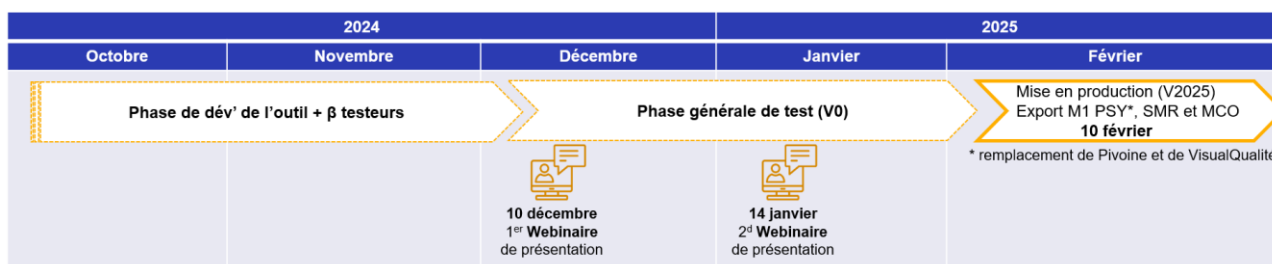 2024
2025
Octobre
Novembre
Décembre
Janvier
Février
Phase de dév’ de l’outil + β testeurs
Phase générale de test (V0)
Mise en production (V2025)
Export M1 PSY*, SMR et MCO
10 février
* remplacement de Pivoine et de VisualQualité
10 décembre
1er Webinaire
de présentation
14 janvier
2d Webinaire
de présentation